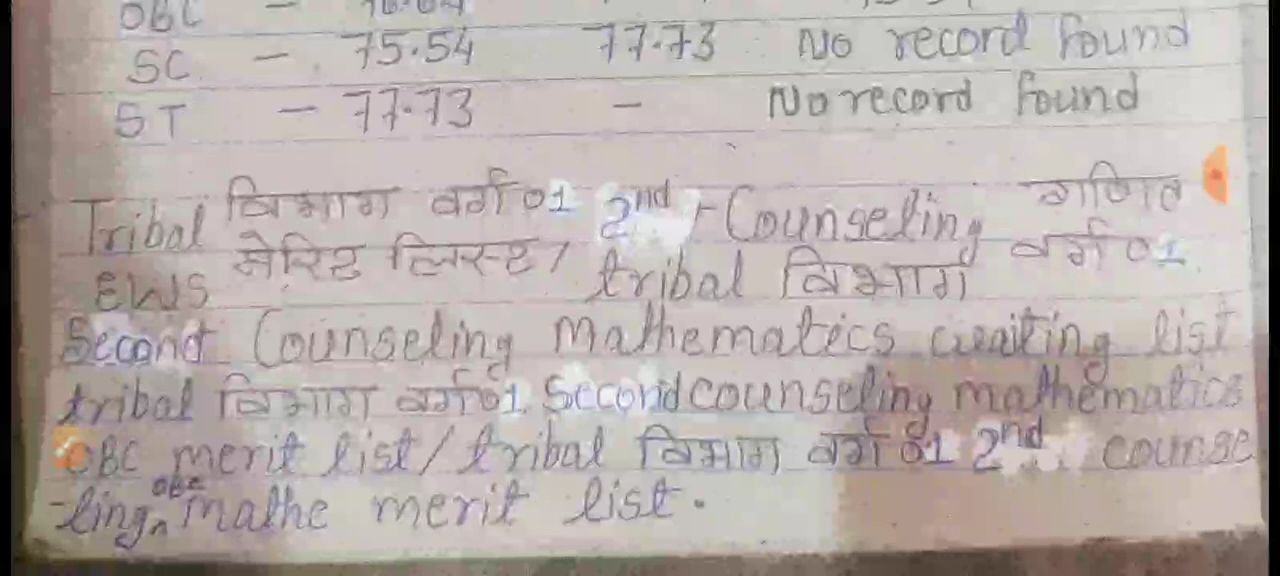 OBC -
SC - 75.54 77.73 No record found
ST - 77.73 - No record found
Tribal विभाग वर्ग 01 2nd Counseling गणित
EWS मेरिट लिस्ट / tribal विभाग वर्ग 01
Second Counseling Mathematics waiting list
tribal विभाग वर्ग 01 Second counseling mathematics
OBC merit list / tribal विभाग वर्ग 01 2nd counse
-ling obc mathe merit list.